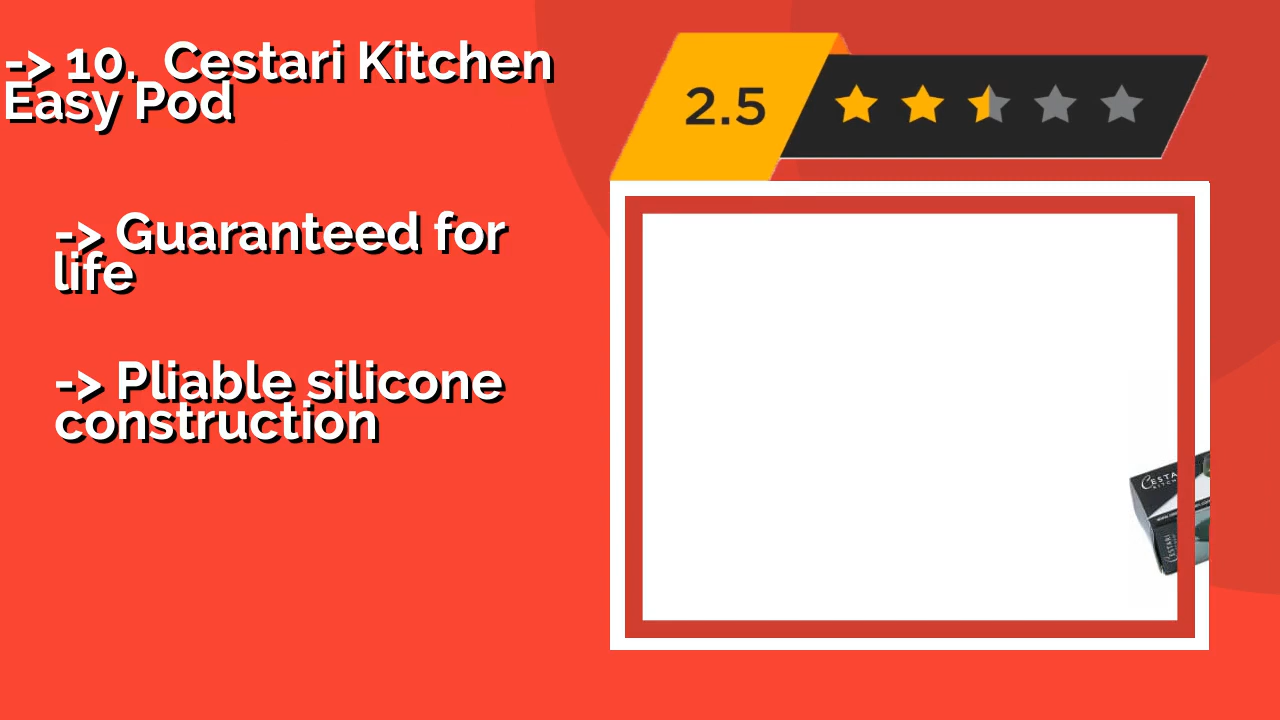 -> 10.  Cestari Kitchen
Easy Pod
2.5
-> Guaranteed for
life
-> Pliable silicone
construction